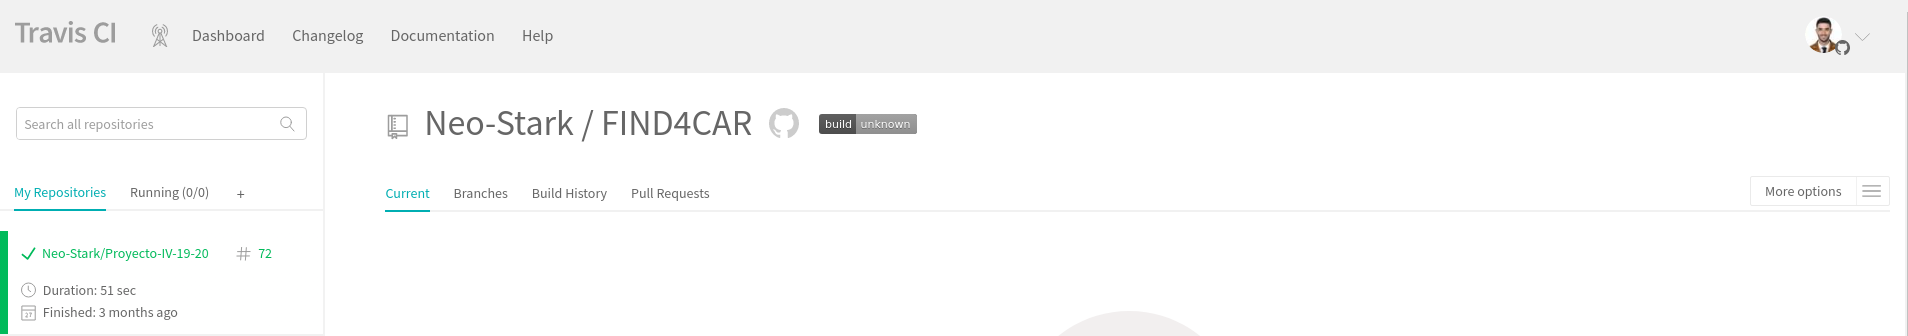 Travis CI
Dashboard Changelog Documentation Help
Search all repositories
My Repositories Running (0/0) +
Neo-Stark/Proyecto-IV-19-20 # 72
Duration: 51 sec
27 Finished: 3 months ago
Neo-Stark / FIND4CAR build unknown
Current Branches Build History Pull Requests
More options